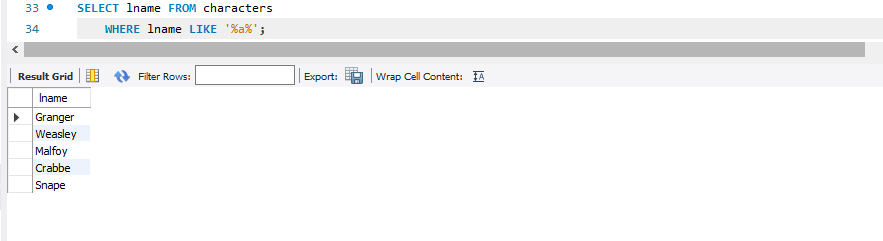 33 SELECT lname FROM characters
34 WHERE lname LIKE '%a%';
Result Grid Filter Rows: Export: Wrap Cell Content: IA
lname
Granger
Weasley
Malfoy
Crabbe
Snape